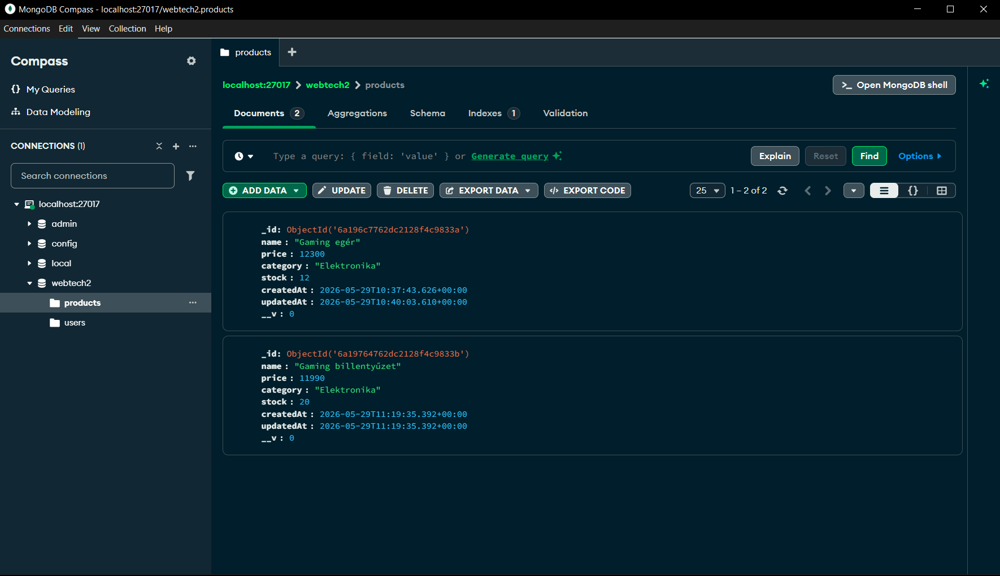 MongoDB Compass - localhost:27017/webtech2.products
Connections Edit View Collection Help
Compass
My Queries
Data Modeling
CONNECTIONS (1)
Search connections
localhost:27017
admin
config
local
webtech2
products
users
products
localhost:27017 > webtech2 > products
>_ Open MongoDB shell
Documents 2 Aggregations Schema Indexes 1 Validation
Type a query: { field: 'value' } or Generate query
Explain Reset Find Options
ADD DATA UPDATE DELETE EXPORT DATA </> EXPORT CODE
25 1 – 2 of 2 {}
_id: ObjectId('6a196c7762dc2128f4c9833a')
name : "Gaming egér"
price : 12300
category : "Elektronika"
stock : 12
createdAt : 2026-05-29T10:37:43.626+00:00
updatedAt : 2026-05-29T10:40:03.610+00:00
__v : 0
_id: ObjectId('6a19764762dc2128f4c9833b')
name : "Gaming billentyűzet"
price : 11990
category : "Elektronika"
stock : 20
createdAt : 2026-05-29T11:19:35.392+00:00
updatedAt : 2026-05-29T11:19:35.392+00:00
__v : 0